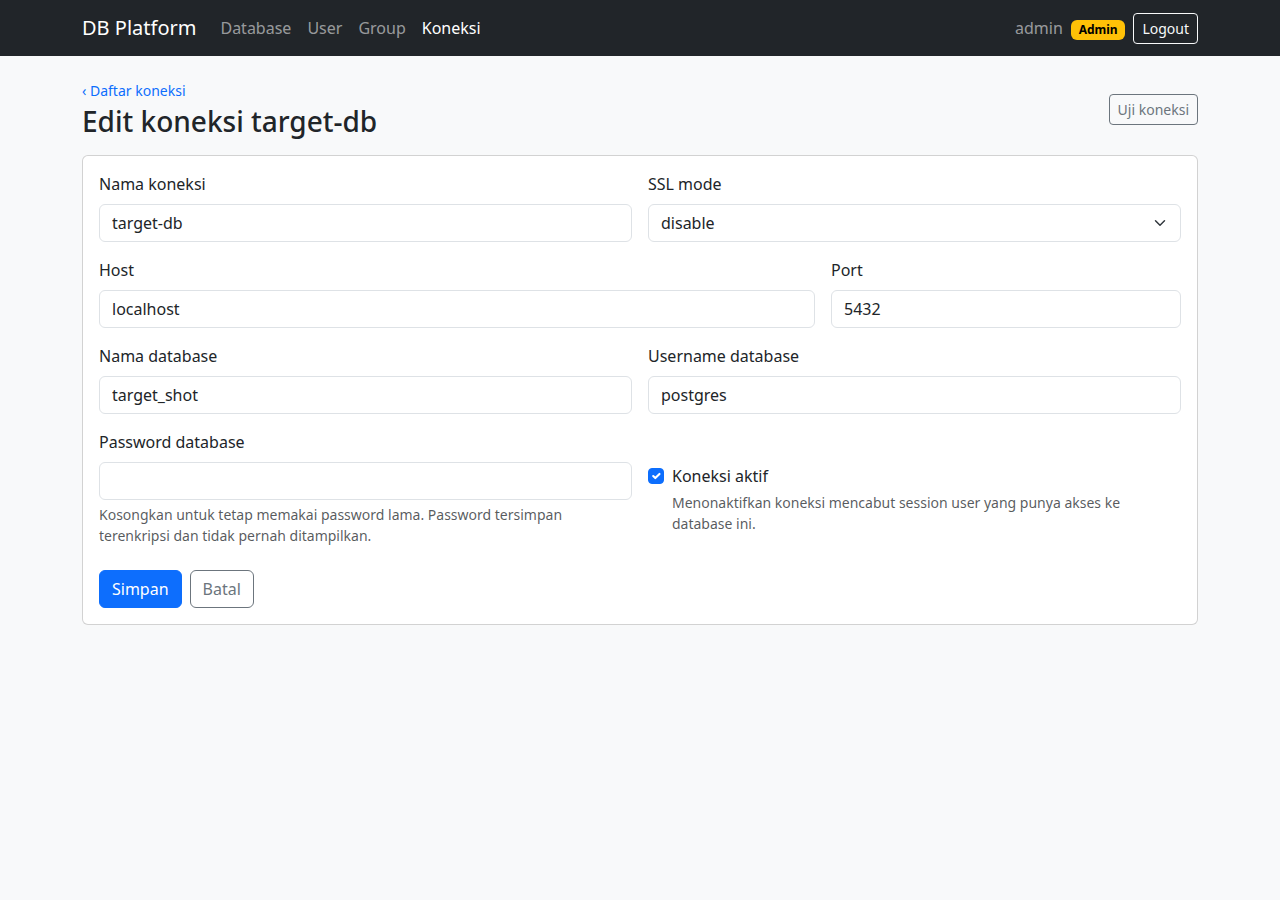 DB Platform Database User Group Koneksi admin Admin Logout
‹ Daftar koneksi
Edit koneksi target-db
Uji koneksi
Nama koneksi SSL mode
target-db disable
Host Port
localhost 5432
Nama database Username database
target_shot postgres
Password database
Koneksi aktif
Kosongkan untuk tetap memakai password lama. Password tersimpan
terenkripsi dan tidak pernah ditampilkan.
Menonaktifkan koneksi mencabut session user yang punya akses ke
database ini.
Simpan Batal